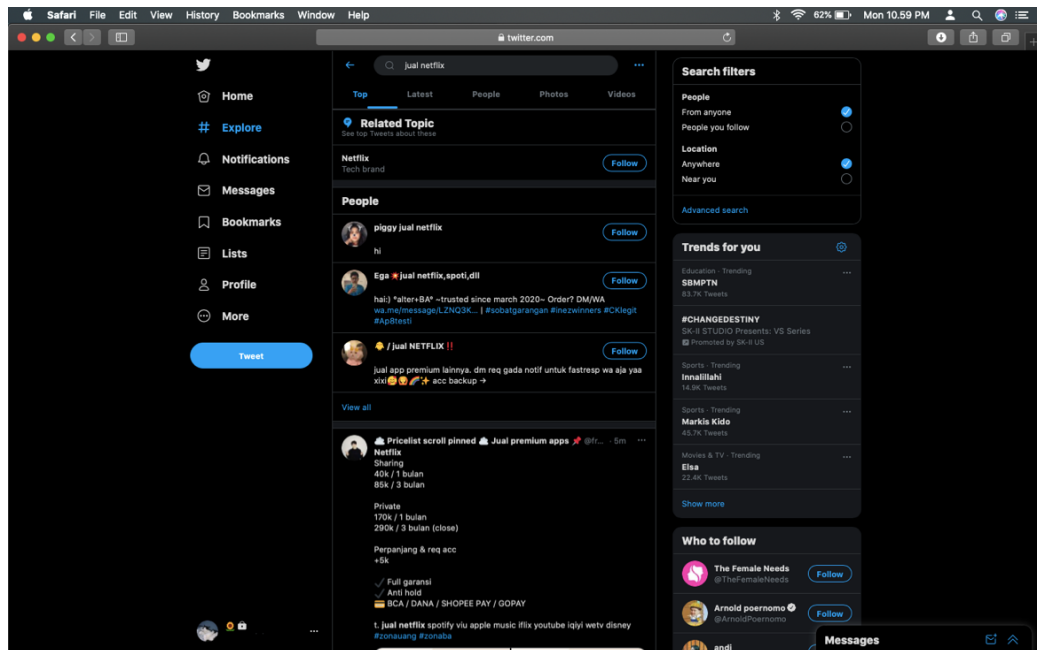 Safari File Edit View History Bookmarks Window Help
62% Mon 10.59 PM
twitter.com
Home
Explore
Notifications
Messages
Bookmarks
Lists
Profile
More
Tweet
jual netflix
Top Latest People Photos Videos
Related Topic
See top Tweets about these
Netflix
Tech brand
Follow
People
piggy jual netflix
Follow
hi
Ega 💥jual netflix,spoti,dll
Follow
hai:) *alter+BA* ~trusted since march 2020~ Order? DM/WA
wa.me/message/LZNQ3K... | #sobatgarangan #inezwinners #CKlegit
#Ap8testi
/ jual NETFLIX ‼️
Follow
jual app premium lainnya. dm req gada notif untuk fastresp wa aja yaa
xixi acc backup →
View all
Pricelist scroll pinned Jual premium apps 📌 @fr... · 5m
Netflix
Sharing
40k / 1 bulan
85k / 3 bulan
Private
170k / 1 bulan
290k / 3 bulan (close)
Perpanjang & req acc
+5k
✓ Full garansi
✓ Anti hold
💳 BCA / DANA / SHOPEE PAY / GOPAY
t. jual netflix spotify viu apple music iflix youtube iqiyi wetv disney
#zonauang #zonaba
Search filters
People
From anyone
People you follow
Location
Anywhere
Near you
Advanced search
Trends for you
Education · Trending
SBMPTN
63.7K Tweets
#CHANGEDESTINY
SK-II STUDIO Presents: VS Series
Promoted by SK-II US
Sports · Trending
Innalillahi
14.9K Tweets
Sports · Trending
Markis Kido
45.7K Tweets
Movies & TV · Trending
Elsa
22.4K Tweets
Show more
Who to follow
The Female Needs
@TheFemaleNeeds
Follow
Arnold poernomo
@ArnoldPoernomo
Follow
andi
Messages